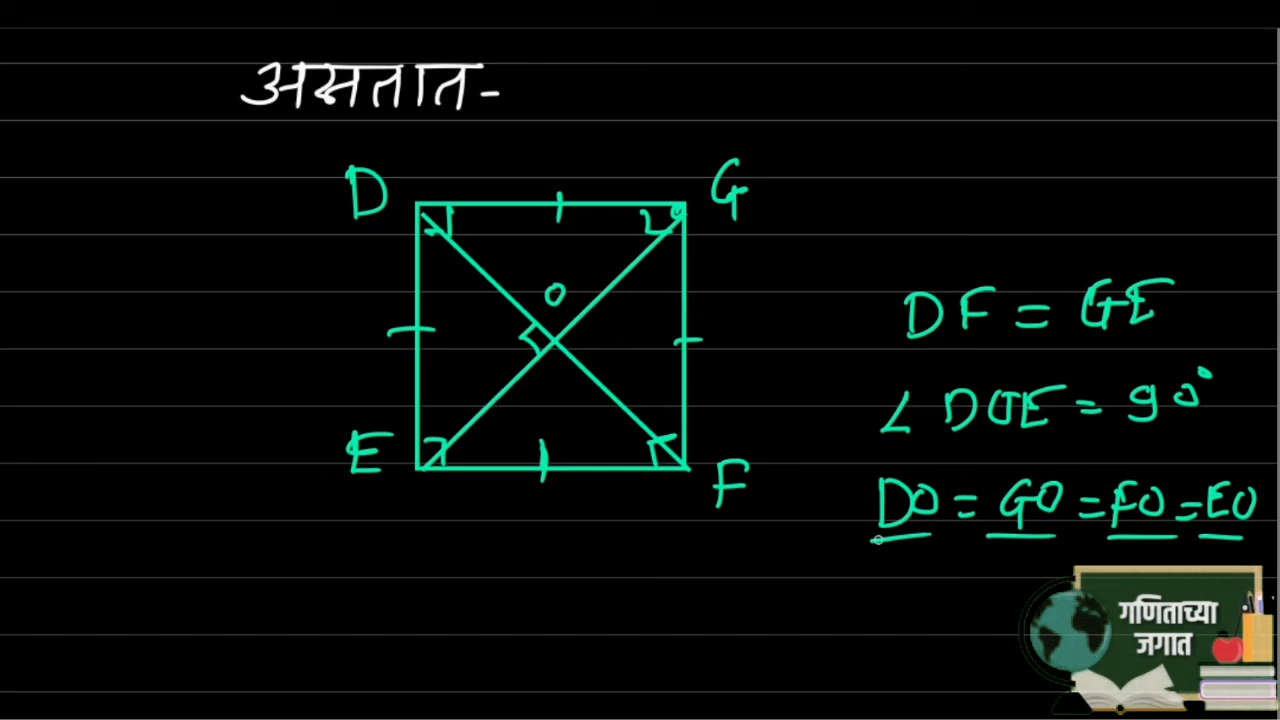 असतात-
D G
O
E F
DF = GE
∠DOE = 90°
DO = GO = FO = EO
गणिताच्या
जगात